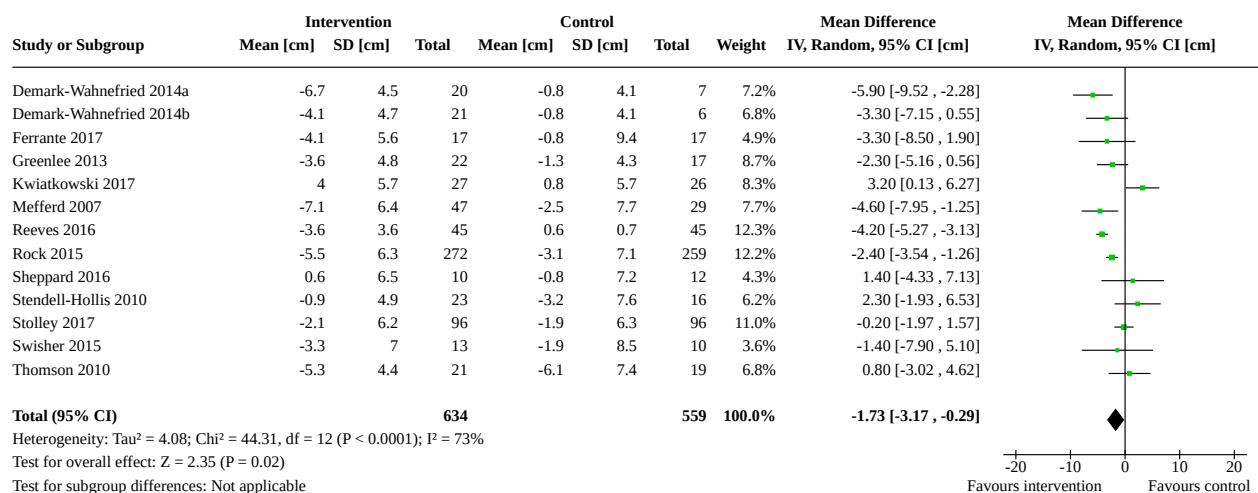 Intervention Control Mean Difference Mean Difference
Study or Subgroup Mean [cm] SD [cm] Total Mean [cm] SD [cm] Total Weight IV, Random, 95% CI [cm] IV, Random, 95% CI [cm]
Demark-Wahnefried 2014a -6.7 4.5 20 -0.8 4.1 7 7.2% -5.90 [-9.52 , -2.28]
Demark-Wahnefried 2014b -4.1 4.7 21 -0.8 4.1 6 6.8% -3.30 [-7.15 , 0.55]
Ferrante 2017 -4.1 5.6 17 -0.8 9.4 17 4.9% -3.30 [-8.50 , 1.90]
Greenlee 2013 -3.6 4.8 22 -1.3 4.3 17 8.7% -2.30 [-5.16 , 0.56]
Kwiatkowski 2017 4 5.7 27 0.8 5.7 26 8.3% 3.20 [0.13 , 6.27]
Mefferd 2007 -7.1 6.4 47 -2.5 7.7 29 7.7% -4.60 [-7.95 , -1.25]
Reeves 2016 -3.6 3.6 45 0.6 0.7 45 12.3% -4.20 [-5.27 , -3.13]
Rock 2015 -5.5 6.3 272 -3.1 7.1 259 12.2% -2.40 [-3.54 , -1.26]
Sheppard 2016 0.6 6.5 10 -0.8 7.2 12 4.3% 1.40 [-4.33 , 7.13]
Stendell-Hollis 2010 -0.9 4.9 23 -3.2 7.6 16 6.2% 2.30 [-1.93 , 6.53]
Stolley 2017 -2.1 6.2 96 -1.9 6.3 96 11.0% -0.20 [-1.97 , 1.57]
Swisher 2015 -3.3 7 13 -1.9 8.5 10 3.6% -1.40 [-7.90 , 5.10]
Thomson 2010 -5.3 4.4 21 -6.1 7.4 19 6.8% 0.80 [-3.02 , 4.62]
Total (95% CI) 634 559 100.0% -1.73 [-3.17 , -0.29]
Heterogeneity: Tau² = 4.08; Chi² = 44.31, df = 12 (P < 0.0001); I² = 73%
Test for overall effect: Z = 2.35 (P = 0.02)
-20 -10 0 10 20
Test for subgroup differences: Not applicable Favours intervention Favours control